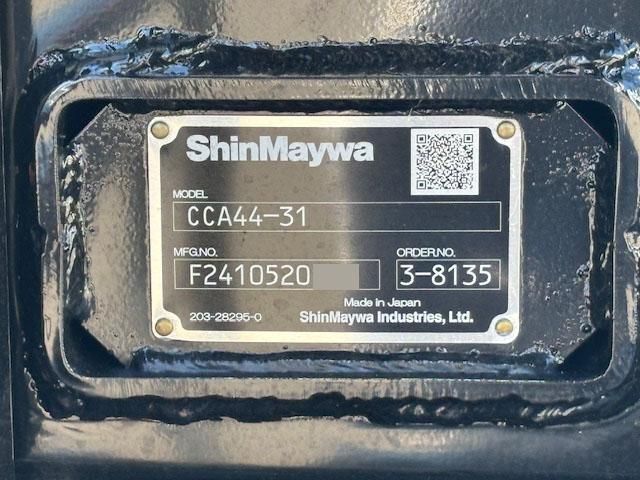 ShinMaywa
MODEL
CCA44-31
MFG.NO. ORDER.NO.
F2410520 3-8135
Made in Japan
203-28295-0 ShinMaywa Industries, Ltd.